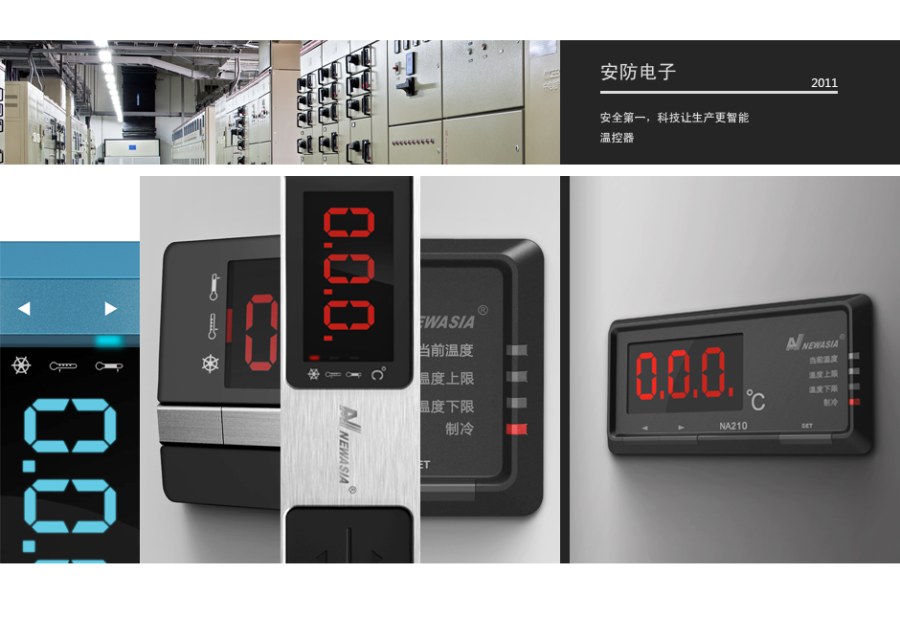 安防电子
2011
安全第一，科技让生产更智能
温控器
0.0.0.
NEWASIA®
EWASIA®
当前温度
温度上限
温度下限
制冷
ET
0
0.0.
0.0.0.
℃
NEWASIA®
当前温度
温度上限
温度下限
制冷
NA210
SET